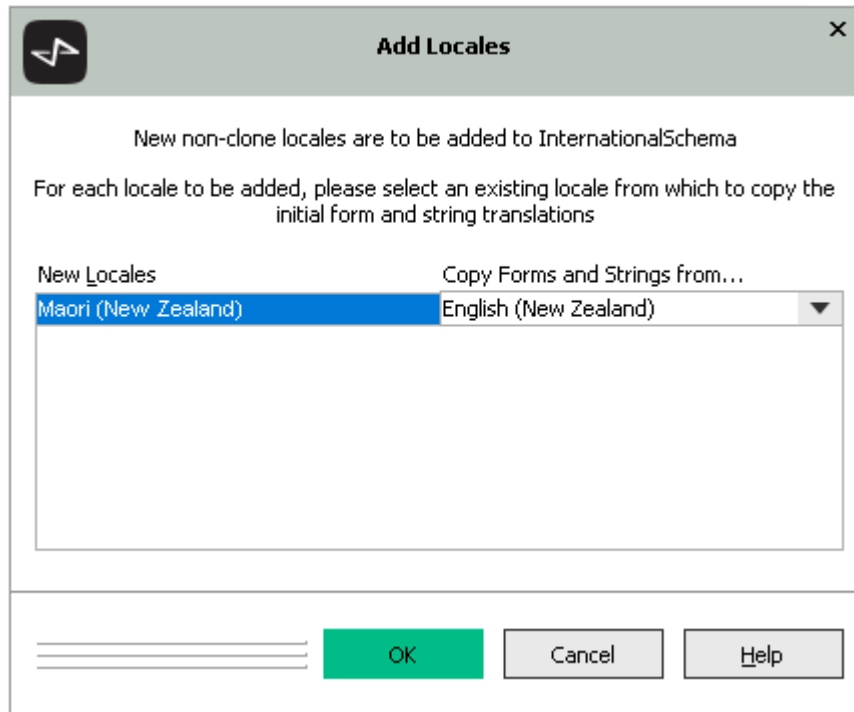 Add Locales
New non-clone locales are to be added to InternationalSchema
For each locale to be added, please select an existing locale from which to copy the
initial form and string translations
New Locales
Copy Forms and Strings from...
Maori (New Zealand)
English (New Zealand)
OK
Cancel
Help